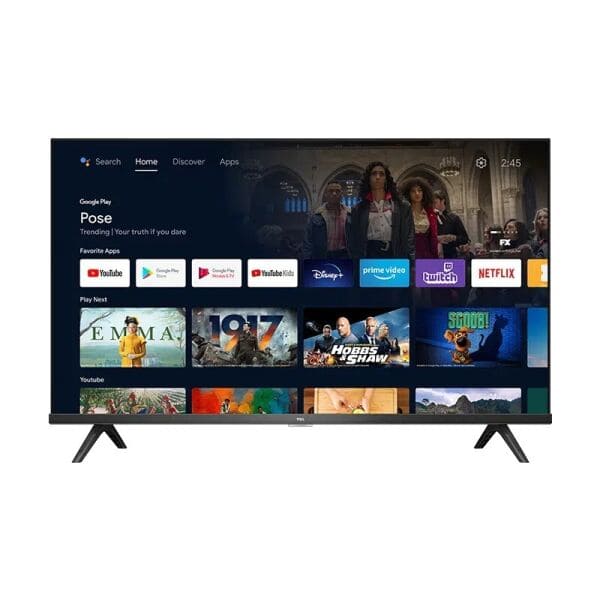 Search Home Discover Apps 2:45
Google Play
Pose
Trending | Your truth if you dare
FX
Favorite Apps
YouTube Google Play Store Google Play Movies & TV YouTube Kids Disney+ prime video twitch NETFLIX
Play Next
EMMA. 1917 HOBBS & SHAW SCOOB!
Youtube
TCL